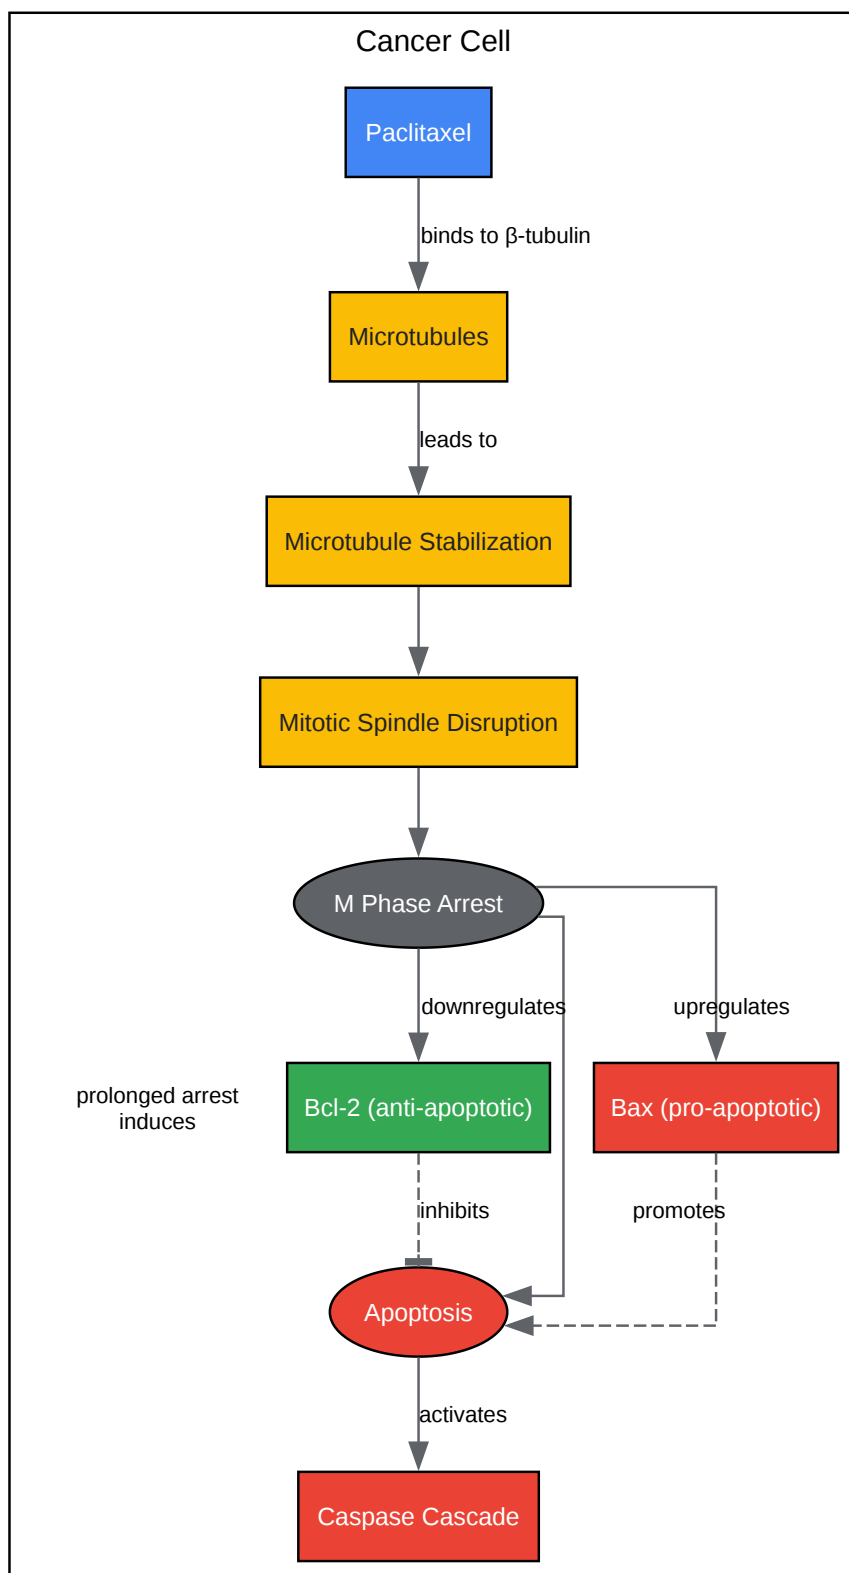 Cancer Cell
Paclitaxel
binds to β-tubulin
Microtubules
leads to
Microtubule Stabilization
Mitotic Spindle Disruption
M Phase Arrest
downregulates
upregulates
prolonged arrest
induces
Bcl-2 (anti-apoptotic)
Bax (pro-apoptotic)
inhibits
promotes
Apoptosis
activates
Caspase Cascade